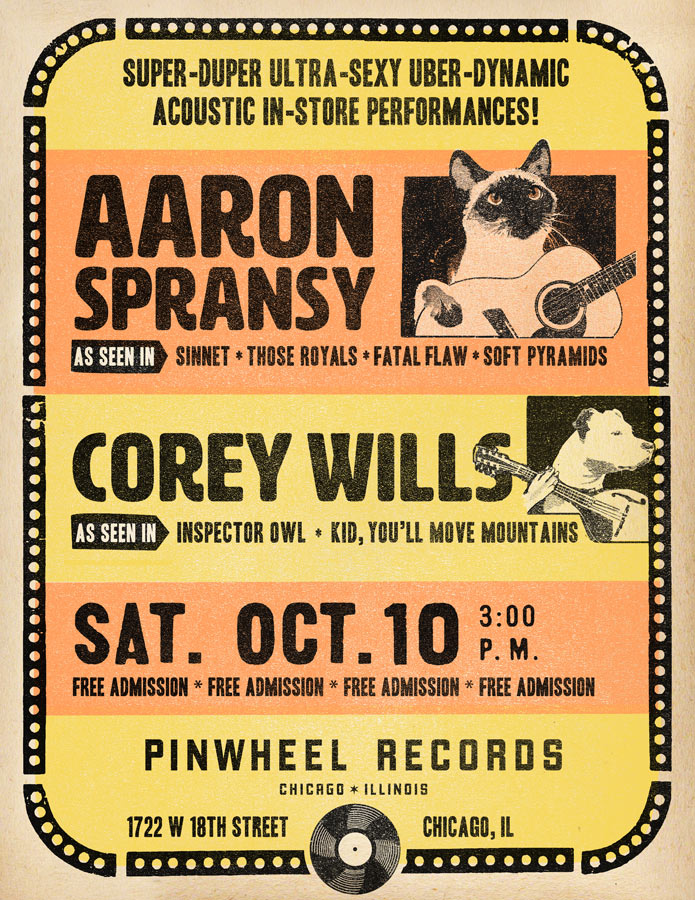 SUPER-DUPER ULTRA-SEXY UBER-DYNAMIC
ACOUSTIC IN-STORE PERFORMANCES!
AARON
SPRANSY
AS SEEN IN SINNET * THOSE ROYALS * FATAL FLAW * SOFT PYRAMIDS
COREY WILLS
AS SEEN IN INSPECTOR OWL * KID, YOU'LL MOVE MOUNTAINS
SAT. OCT. 10 3:00
P. M.
FREE ADMISSION * FREE ADMISSION * FREE ADMISSION * FREE ADMISSION
PINWHEEL RECORDS
CHICAGO * ILLINOIS
1722 W 18TH STREET CHICAGO, IL